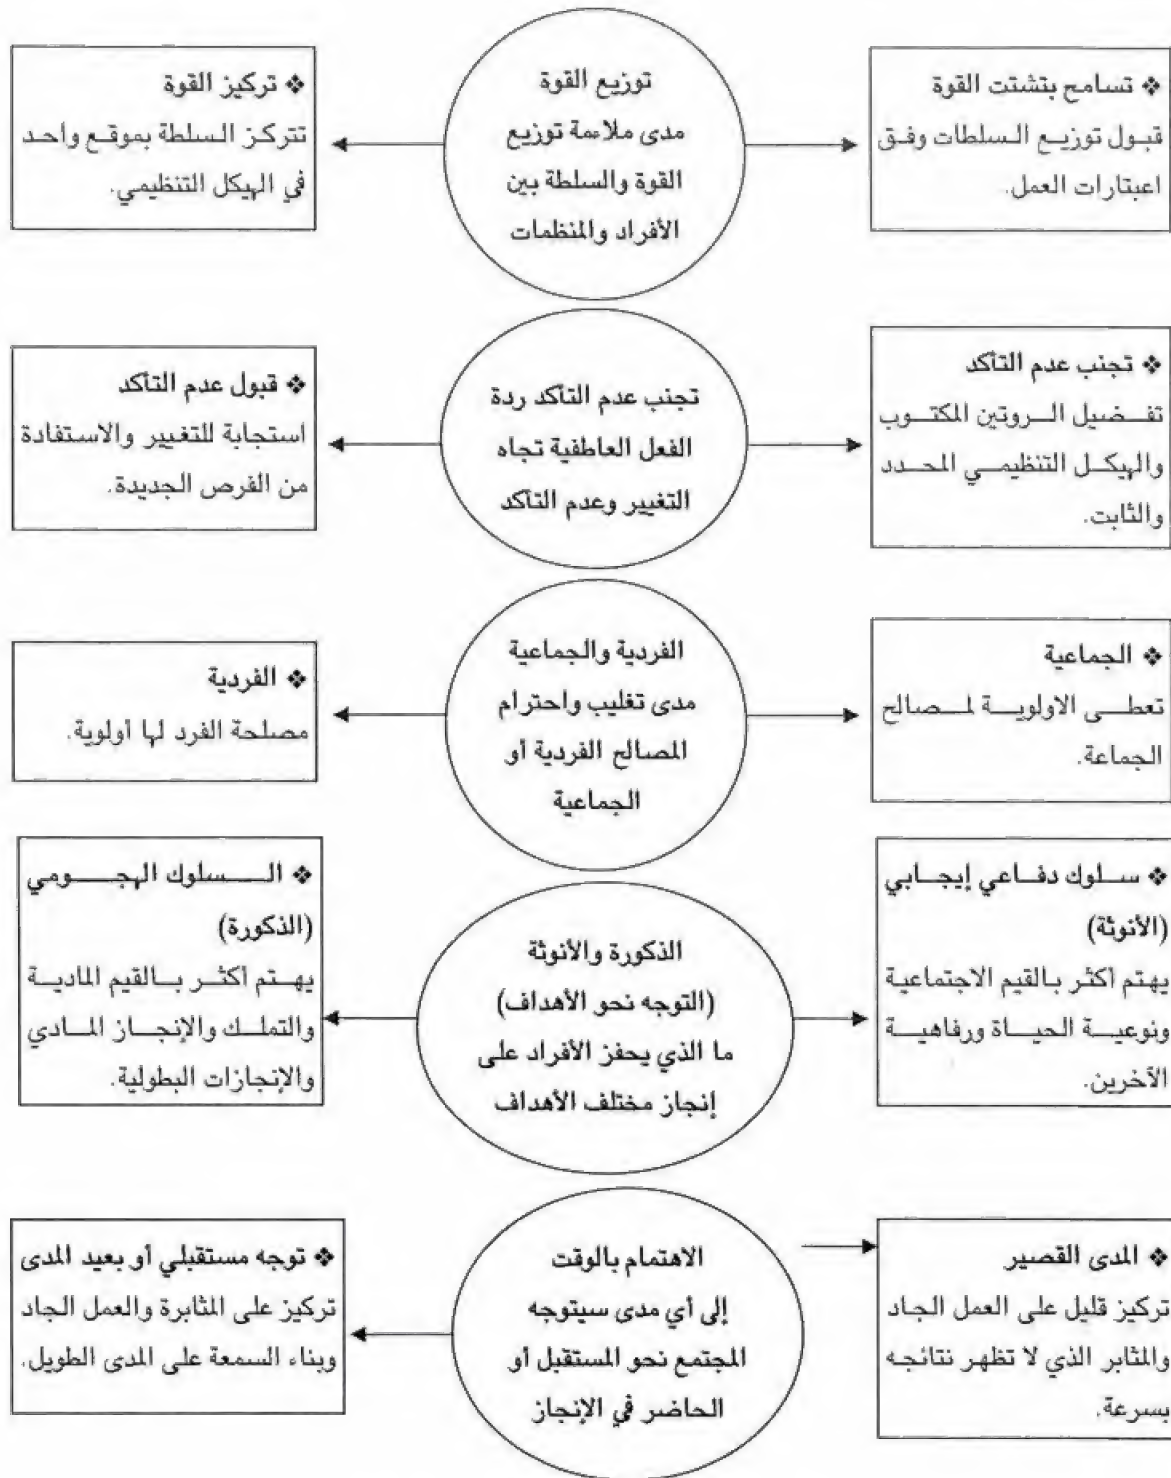 ❖ تسامح بتشتت القوة
قبول توزيع السلطات وفق
اعبتارات العمل.
توزيع القوة
مدى ملاءمة توزيع
القوة والسلطة بين
الأفراد والمنظمات
❖ تركيز القوة
تتركز السلطة بموقع واحد
في الهيكل التنظيمي.
❖ تجنب عدم التأكد
تفضيل الروتين المكتوب
والهيكل التنظيمي المحدد
والثابت.
تجنب عدم التأكد ردة
الفعل العاطفية تجاه
التغيير وعدم التأكد
❖ قبول عدم التأكد
استجابة للتغيير والاستفادة
من الفرص الجديدة.
❖ الجماعية
تعطى الاولوية لمصالح
الجماعة.
الفردية والجماعية
مدى تغليب واحترام
المصالح الفردية أو
الجماعية
❖ الفردية
مصلحة الفرد لها أولوية.
❖ سلوك دفاعي إيجابي
(الأنوثة)
يهتم أكثر بالقيم الاجتماعية
ونوعية الحياة ورفاهية
الآخرين.
الذكورة والأنوثة
(التوجه نحو الأهداف)
ما الذي يحفز الأفراد على
إنجاز مختلف الأهداف
❖ السلوك الهجومي
(الذكورة)
يهتم أكثر بالقيم المادية
والتملك والإنجاز المادي
والإنجازات البطولية.
❖ المدى القصير
تركيز قليل على العمل الجاد
والمثابر الذي لا تظهر نتائجه
بسرعة.
الاهتمام بالوقت
إلى أي مدى سيتوجه
المجتمع نحو المستقبل أو
الحاضر في الإنجاز
❖ توجه مستقبلي أو بعيد المدى
تركيز على المثابرة والعمل الجاد
وبناء السمعة على المدى الطويل.